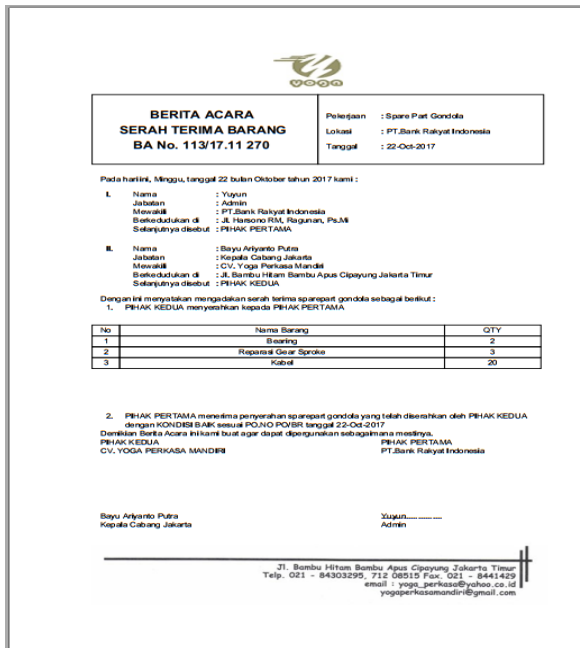 YOGA
BERITA ACARA
SERAH TERIMA BARANG
BA No. 113/17.11 270
Pekerjaan : Spare Part Gondola
Lokasi : PT.Bank Rakyat Indonesia
Tanggal : 22-Oct-2017
Pada hari ini, Minggu, tanggal 22 bulan Oktober tahun 2017 kami :
I. Nama : Yuyun
Jabatan : Admin
Mewakili : PT.Bank Rakyat Indonesia
Berkedudukan di : Jl. Harsono RM, Ragunan, Ps.Mi
Selanjutnya disebut : PIHAK PERTAMA
II. Nama : Bayu Ariyanto Putra
Jabatan : Kepala Cabang Jakarta
Mewakili : CV. Yoga Perkasa Mandiri
Berkedudukan di : JL. Bambu Hitam Bambu Apus Cipayung Jakarta Timur
Selanjutnya disebut : PIHAK KEDUA
Dengan ini menyatakan mengadakan serah terima sparepart gondola sebagai berikut :
1. PIHAK KEDUA menyerahkan kepada PIHAK PERTAMA
No Nama Barang QTY
1 Bearing 2
2 Reparasi Gear Sproke 3
3 Kabel 20
2. PIHAK PERTAMA menerima penyerahan sparepart gondola yang telah diserahkan oleh PIHAK KEDUA
dengan KONDISI BAIK sesuai PO.NO PO/BR tanggal 22-Oct-2017
Demikian Berita Acara ini kami buat agar dapat dipergunakan sebagaimana mestinya.
PIHAK KEDUA PIHAK PERTAMA
CV. YOGA PERKASA MANDIRI PT.Bank Rakyat Indonesia
Bayu Ariyanto Putra Yuyun..............
Kepala Cabang Jakarta Admin
Jl. Bambu Hitam Bambu Apus Cipayung Jakarta Timur
Telp. 021 - 84303295, 712 08515 Fax. 021 - 8441429
email : yoga_perkasa@yahoo.co.id
yogaperkasamandiri@gmail.com